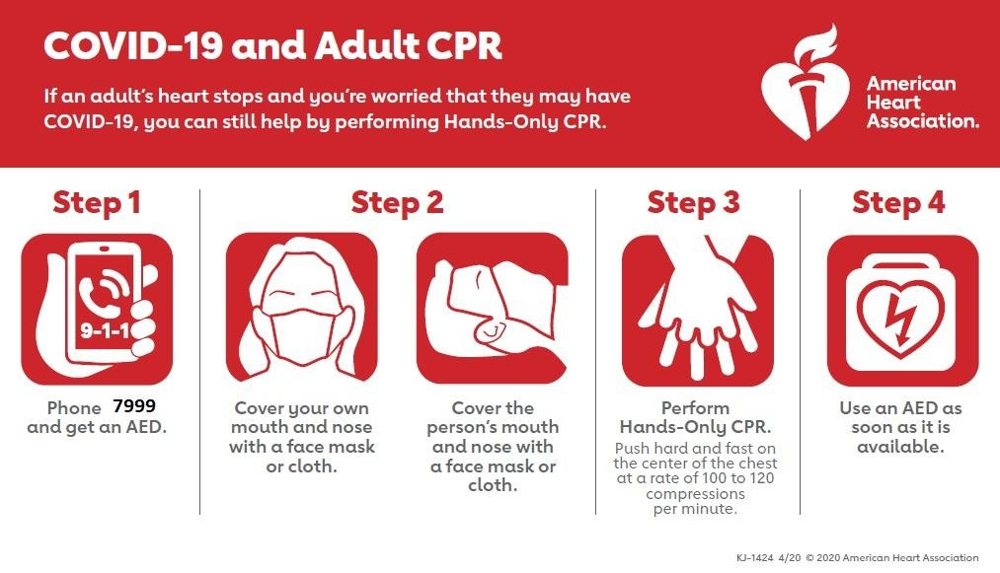 COVID-19 and Adult CPR
If an adult's heart stops and you're worried that they may have
COVID-19, you can still help by performing Hands-Only CPR.
American
Heart
Association.
Step 1
9-1-1
Phone 7999
and get an AED.
Step 2
Cover your own
mouth and nose
with a face mask
or cloth.
Cover the
person's mouth
and nose with
a face mask or
cloth.
Step 3
Perform
Hands-Only CPR.
Push hard and fast on
the center of the chest
at a rate of 100 to 120
compressions
per minute.
Step 4
Use an AED as
soon as it is
available.
KJ-1424 4/20 © 2020 American Heart Association